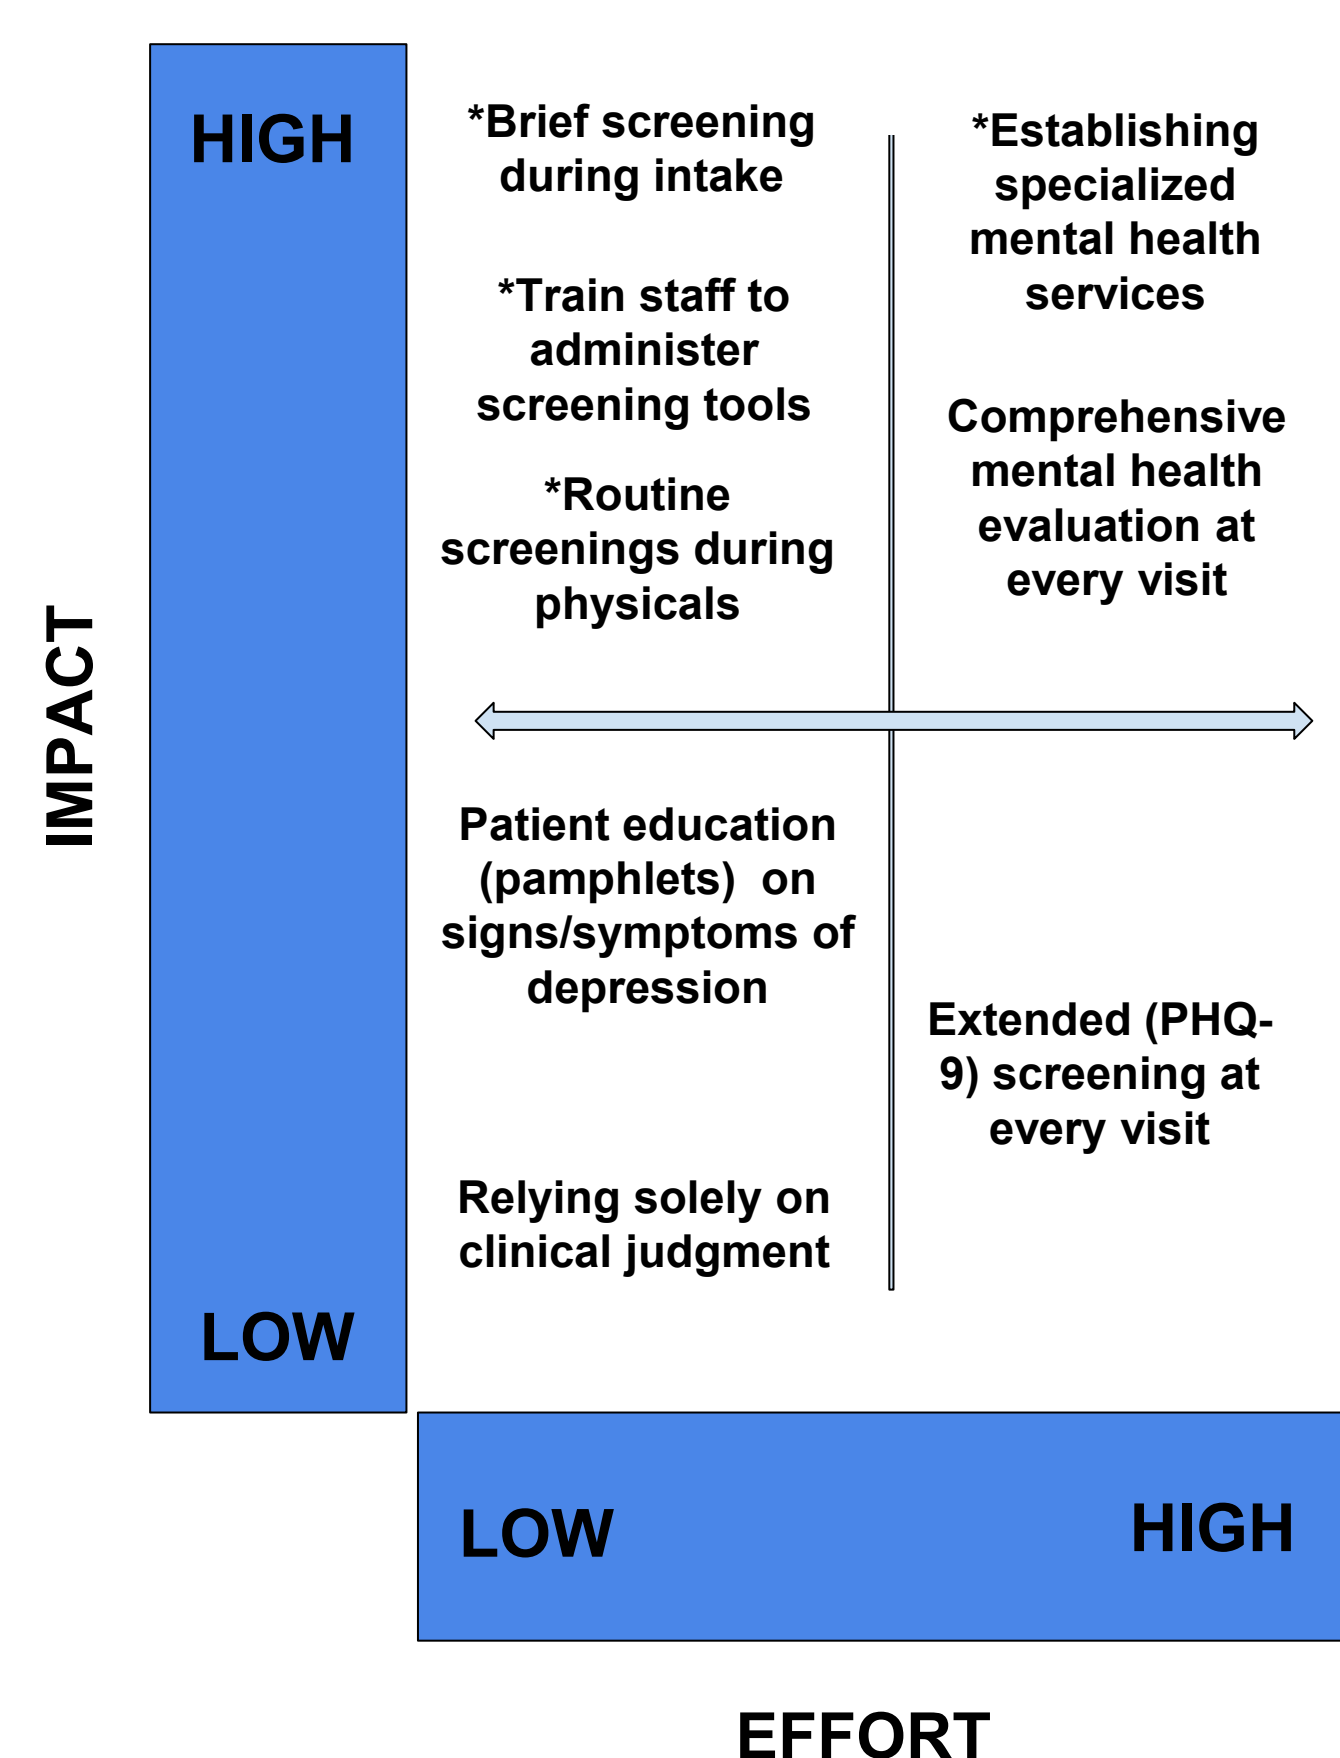 IMPACT
HIGH
LOW
*Brief screening
during intake
*Train staff to
administer
screening tools
*Routine
screenings during
physicals
*Establishing
specialized
mental health
services
Comprehensive
mental health
evaluation at
every visit
Patient education
(pamphlets)  on
signs/symptoms of
depression
Relying solely on
clinical judgment
Extended (PHQ-
9) screening at
every visit
LOW
HIGH
EFFORT